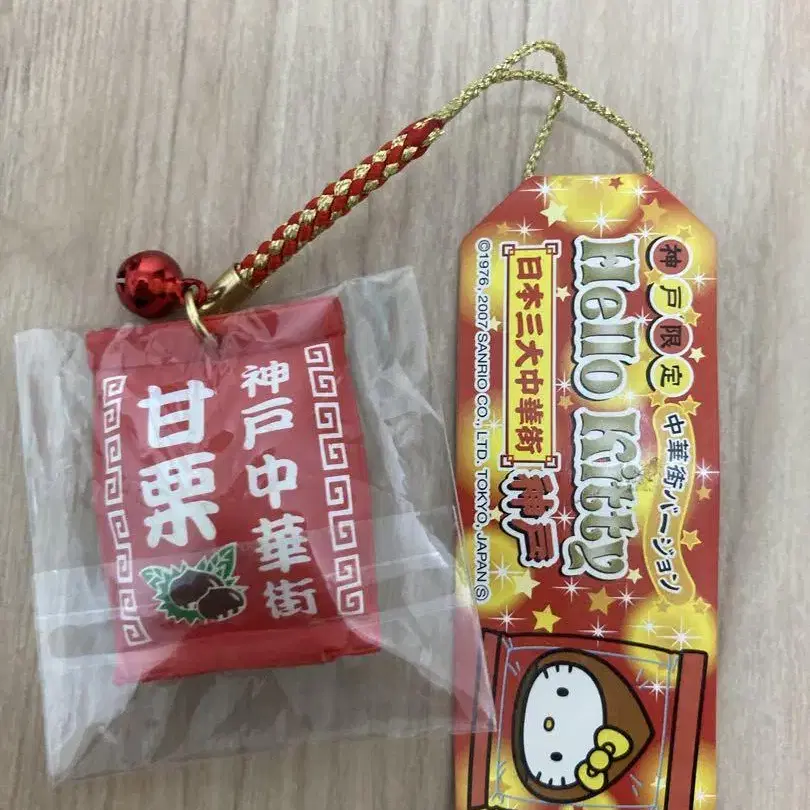 神戸中華街
甘栗
神戸限定
中華街バージョン
Hello Kitty
日本三大中華街
神戸
©1976, 2007 SANRIO CO., LTD. TOKYO, JAPAN Ⓢ